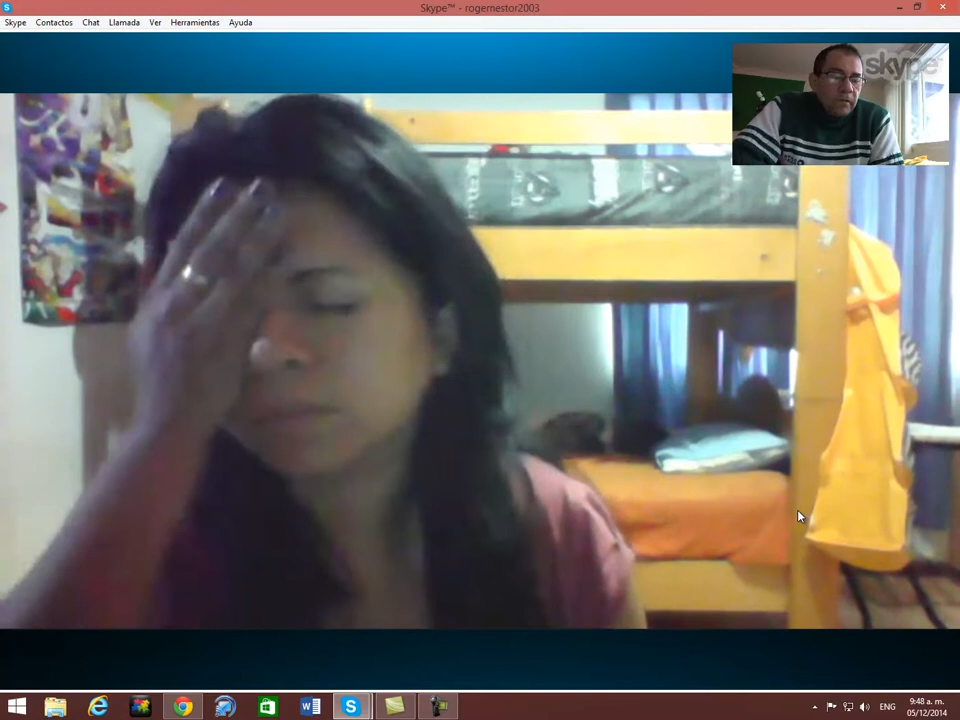 Skype™ - rogernestor2003
Skype Contactos Chat Llamada Ver Herramientas Ayuda
skype
ENG
9:48 a. m.
05/12/2014